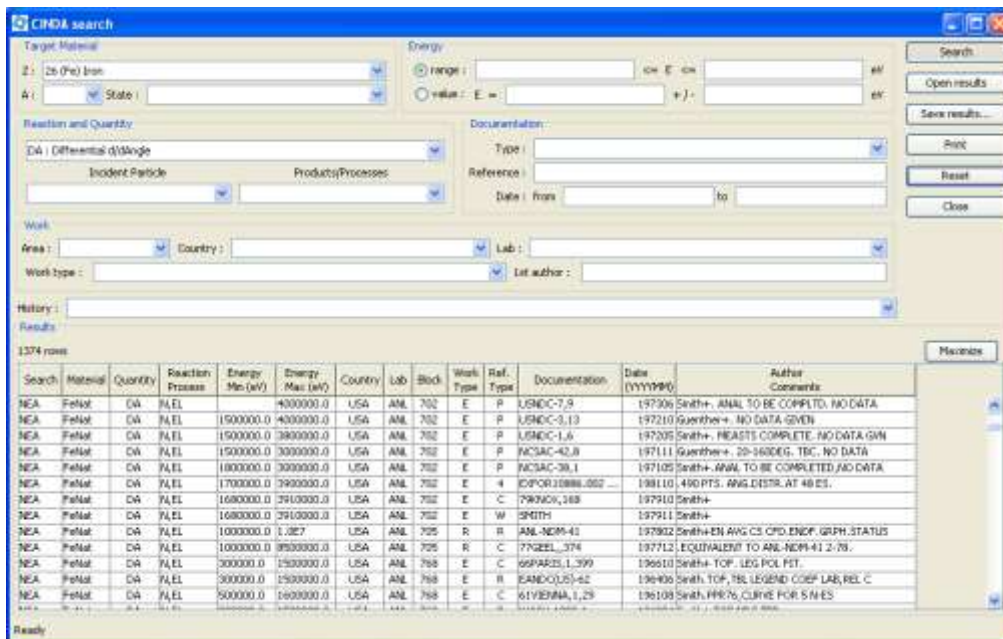 CINDA search
Target Material
Z : 26 (Fe) Iron
A : State :
Energy
range : <= E <= eV
value : E = +/- eV
Search
Open results
Save results...
Print
Reset
Close
Reaction and Quantity
DA : Differential d/dAngle
Incident Particle Products/Processes
Documentation
Type :
Reference :
Date : from to
Work
Area : Country : Lab :
Work type : 1st author :
History :
Results
1374 rows
Maximize
Search Material Quantity Reaction Process Energy Min (eV) Energy Max (eV) Country Lab Block Work Type Ref. Type Documentation Date (YYYYMM) Author Comments
NEA FeNat DA N,EL 4000000.0 USA ANL 702 E P USNDC-7,9 197306 Smith+. ANAL TO BE COMPLTD. NO DATA
NEA FeNat DA N,EL 1500000.0 4000000.0 USA ANL 702 E P USNDC-3,13 197210 Guenther+. NO DATA GIVEN
NEA FeNat DA N,EL 1500000.0 3800000.0 USA ANL 702 E P USNDC-1,6 197205 Smith+. MEASTS COMPLETE. NO DATA GVN
NEA FeNat DA N,EL 1500000.0 3000000.0 USA ANL 702 E P NCSAC-42,8 197111 Guenther+. 20-160DEG. TBC. NO DATA
NEA FeNat DA N,EL 1800000.0 3000000.0 USA ANL 702 E P NCSAC-38,1 197105 Smith+. ANAL TO BE COMPLETED,NO DATA
NEA FeNat DA N,EL 1700000.0 3900000.0 USA ANL 702 E 4 EXFOR10886.002 ... 198110 .490 PTS. ANG.DISTR. AT 48 ES.
NEA FeNat DA N,EL 1680000.0 3910000.0 USA ANL 702 E C 79KNOX,168 197910 Smith+
NEA FeNat DA N,EL 1680000.0 3910000.0 USA ANL 702 E W SMITH 197911 Smith+
NEA FeNat DA N,EL 1000000.0 1.0E7 USA ANL 705 R R ANL-NDM-41 197802 Smith+EN AVG CS CPD.ENDF. GRPH.STATUS
NEA FeNat DA N,EL 1000000.0 8500000.0 USA ANL 705 R C 77GEEL,,374 197712 .EQUIVALENT TO ANL-NDM-41 2-78.
NEA FeNat DA N,EL 300000.0 1500000.0 USA ANL 768 E C 66PARIS,1,399 196610 Smith+ TOF. LEG POL FIT.
NEA FeNat DA N,EL 300000.0 1500000.0 USA ANL 768 E R EANDC(US)-62 196406 Smith. TOF,TBL LEGEND COEF LAB,REL C
NEA FeNat DA N,EL 500000.0 1600000.0 USA ANL 768 E C 61VIENNA,1,29 196108 Smith.PPR76,CURVE FOR 5 N-ES
Ready